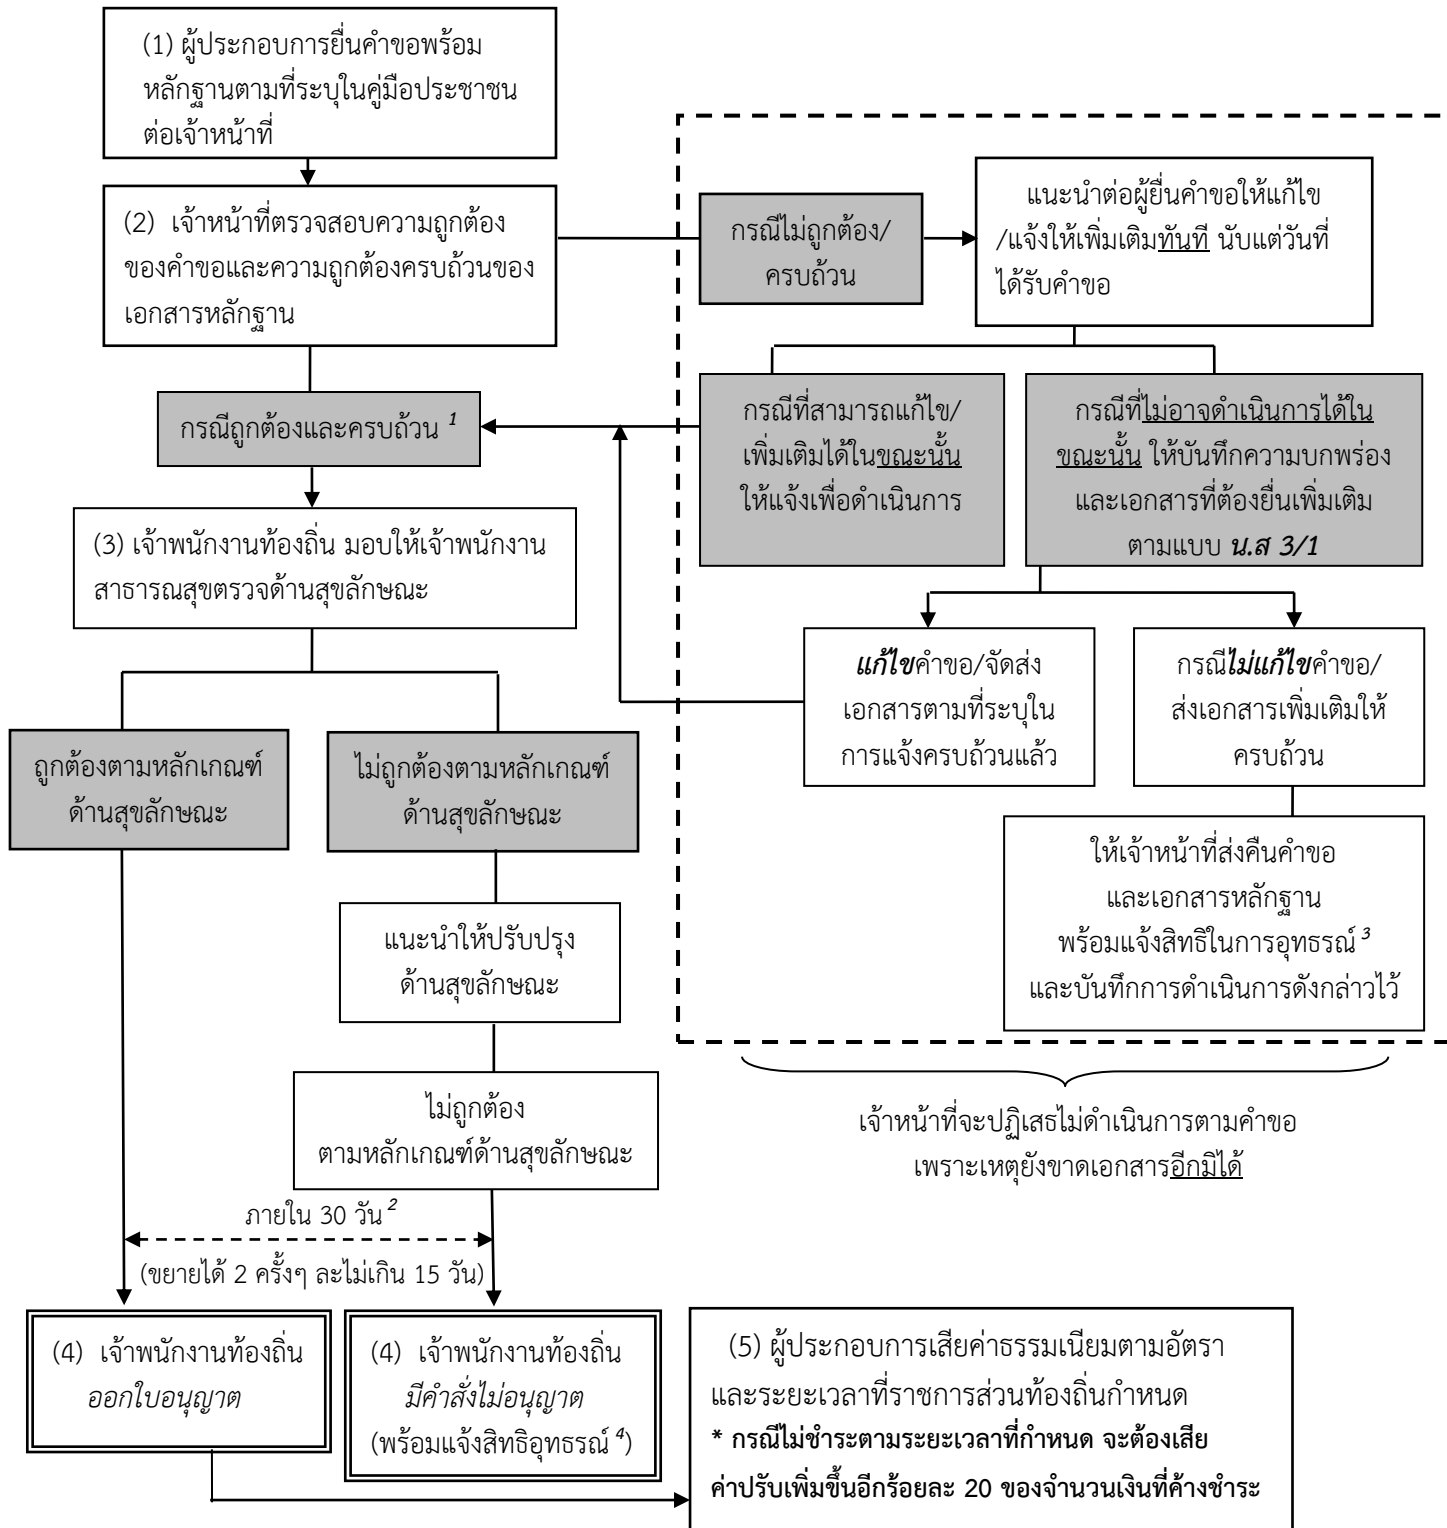 (1) ผู้ประกอบการยื่นคำขอพร้อม
หลักฐานตามที่ระบุในคู่มือประชาชน
ต่อเจ้าหน้าที่
(2) เจ้าหน้าที่ตรวจสอบความถูกต้อง
ของคำขอและความถูกต้องครบถ้วนของ
เอกสารหลักฐาน
กรณีไม่ถูกต้อง/
ครบถ้วน
แนะนำต่อผู้ยื่นคำขอให้แก้ไข
/แจ้งให้เพิ่มเติมทันที นับแต่วันที่
ได้รับคำขอ
กรณีถูกต้องและครบถ้วน 1
กรณีที่สามารถแก้ไข/
เพิ่มเติมได้ในขณะนั้น
ให้แจ้งเพื่อดำเนินการ
กรณีที่ไม่อาจดำเนินการได้ใน
ขณะนั้น ให้บันทึกความบกพร่อง
และเอกสารที่ต้องยื่นเพิ่มเติม
ตามแบบ น.ส 3/1
(3) เจ้าพนักงานท้องถิ่น มอบให้เจ้าพนักงาน
สาธารณสุขตรวจด้านสุขลักษณะ
แก้ไขคำขอ/จัดส่ง
เอกสารตามที่ระบุใน
การแจ้งครบถ้วนแล้ว
กรณีไม่แก้ไขคำขอ/
ส่งเอกสารเพิ่มเติมให้
ครบถ้วน
ถูกต้องตามหลักเกณฑ์
ด้านสุขลักษณะ
ไม่ถูกต้องตามหลักเกณฑ์
ด้านสุขลักษณะ
ให้เจ้าหน้าที่ส่งคืนคำขอ
และเอกสารหลักฐาน
พร้อมแจ้งสิทธิในการอุทธรณ์ 3
และบันทึกการดำเนินการดังกล่าวไว้
แนะนำให้ปรับปรุง
ด้านสุขลักษณะ
ไม่ถูกต้อง
ตามหลักเกณฑ์ด้านสุขลักษณะ
เจ้าหน้าที่จะปฏิเสธไม่ดำเนินการตามคำขอ
เพราะเหตุยังขาดเอกสารอีกมิได้
ภายใน 30 วัน 2
(ขยายได้ 2 ครั้งๆ ละไม่เกิน 15 วัน)
(4) เจ้าพนักงานท้องถิ่น
ออกใบอนุญาต
(4) เจ้าพนักงานท้องถิ่น
มีคำสั่งไม่อนุญาต
(พร้อมแจ้งสิทธิอุทธรณ์ 4)
(5) ผู้ประกอบการเสียค่าธรรมเนียมตามอัตรา
และระยะเวลาที่ราชการส่วนท้องถิ่นกำหนด
* กรณีไม่ชำระตามระยะเวลาที่กำหนด จะต้องเสีย
ค่าปรับเพิ่มขึ้นอีกร้อยละ 20 ของจำนวนเงินที่ค้างชำระ